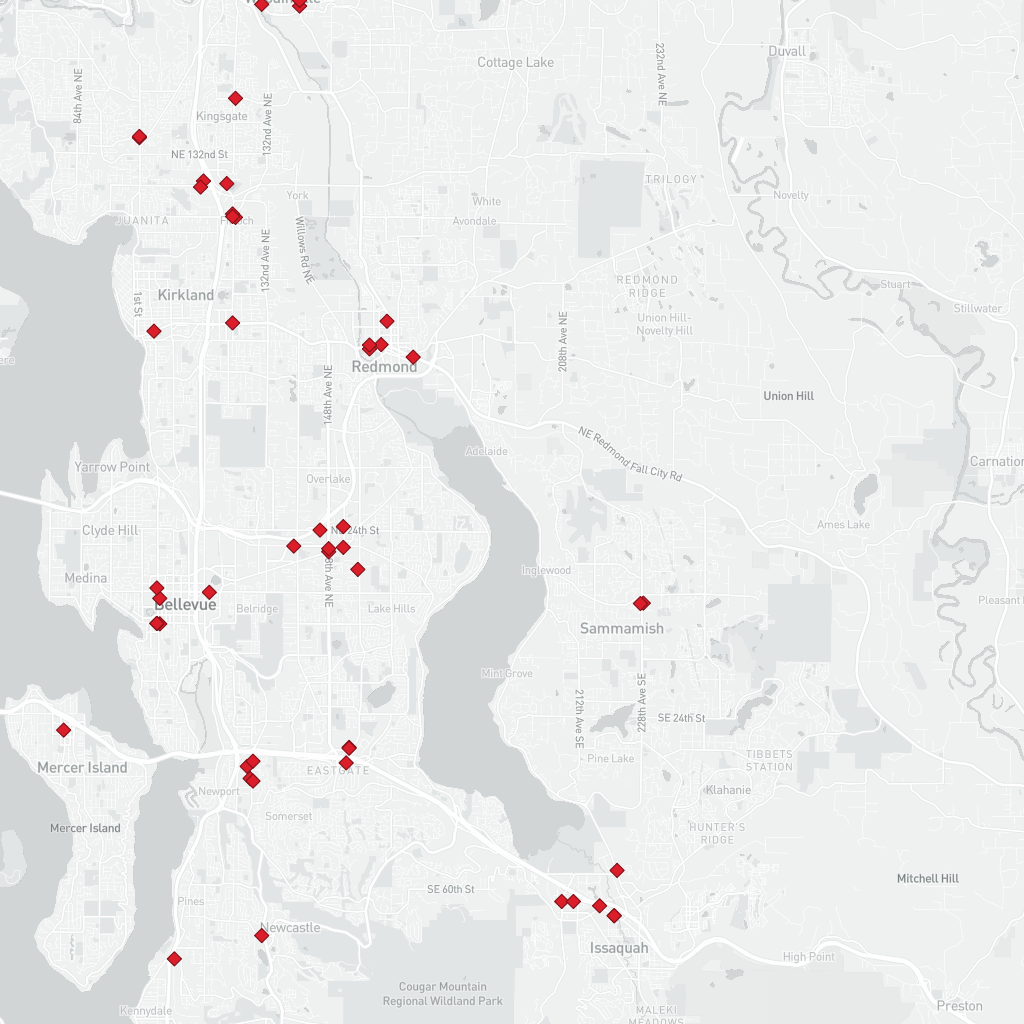 Duvall
Cottage Lake
232nd Ave NE
84th Ave NE
132nd Ave NE
Kingsgate
NE 132nd St
TRILOGY
York
White
Novelty
JUANITA
Avondale
Willows Rd NE
132nd Ave NE
REDMOND
RIDGE
Stuart
Kirkland
1st St
Stillwater
Union Hill-
Novelty Hill
208th Ave NE
Redmond
148th Ave NE
Union Hill
NE Redmond Fall City Rd
Adelaide
Yarrow Point
Carnation
Overlake
Ames Lake
Clyde Hill
Inglewood
Medina
Bellevue
Belridge
Lake Hills
Pleasant
Sammamish
Mint Grove
212th Ave SE
228th Ave SE
SE 24th St
TIBBETS
STATION
Pine Lake
Mercer Island
EASTGATE
Newport
Klahanie
Somerset
Mercer Island
HUNTER'S
RIDGE
SE 60th St
Mitchell Hill
Pines
Newcastle
Issaquah
High Point
Cougar Mountain
Regional Wildland Park
Kennydale
MALEKI
MEADOWS
Preston